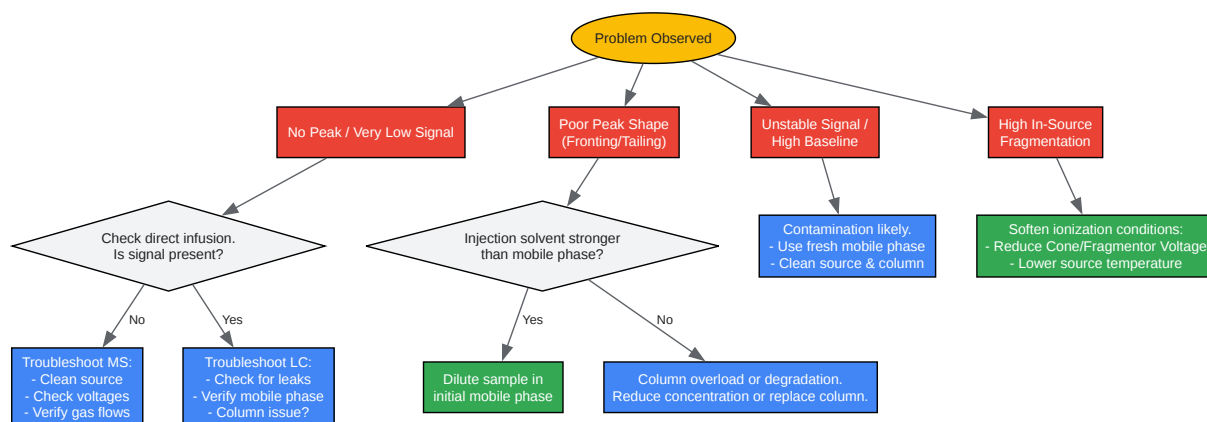 Problem Observed
No Peak / Very Low Signal
Poor Peak Shape
(Fronting/Tailing)
Unstable Signal /
High Baseline
High In-Source
Fragmentation
Check direct infusion.
Is signal present?
Injection solvent stronger
than mobile phase?
Contamination likely.
- Use fresh mobile phase
- Clean source & column
Soften ionization conditions:
- Reduce Cone/Fragmentor Voltage
- Lower source temperature
No
Yes
Yes
No
Troubleshoot MS:
- Clean source
- Check voltages
- Verify gas flows
Troubleshoot LC:
- Check for leaks
- Verify mobile phase
- Column issue?
Dilute sample in
initial mobile phase
Column overload or degradation.
Reduce concentration or replace column.